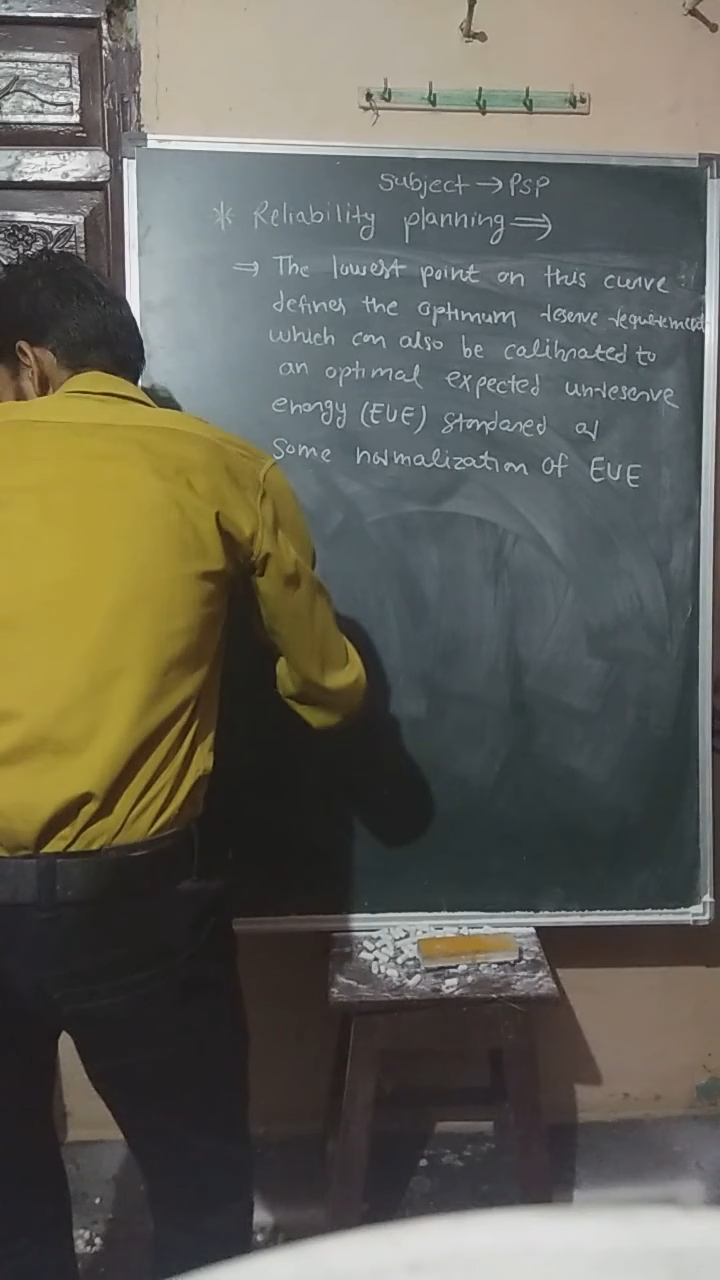 Subject → PSP
* Reliability planning ⇒
→ The lowest point on this curve
defines the optimum reserve requirement
which can also be calibrated to
an optimal expected unreserve
energy (EUE) standared or
Some normalization of EUE